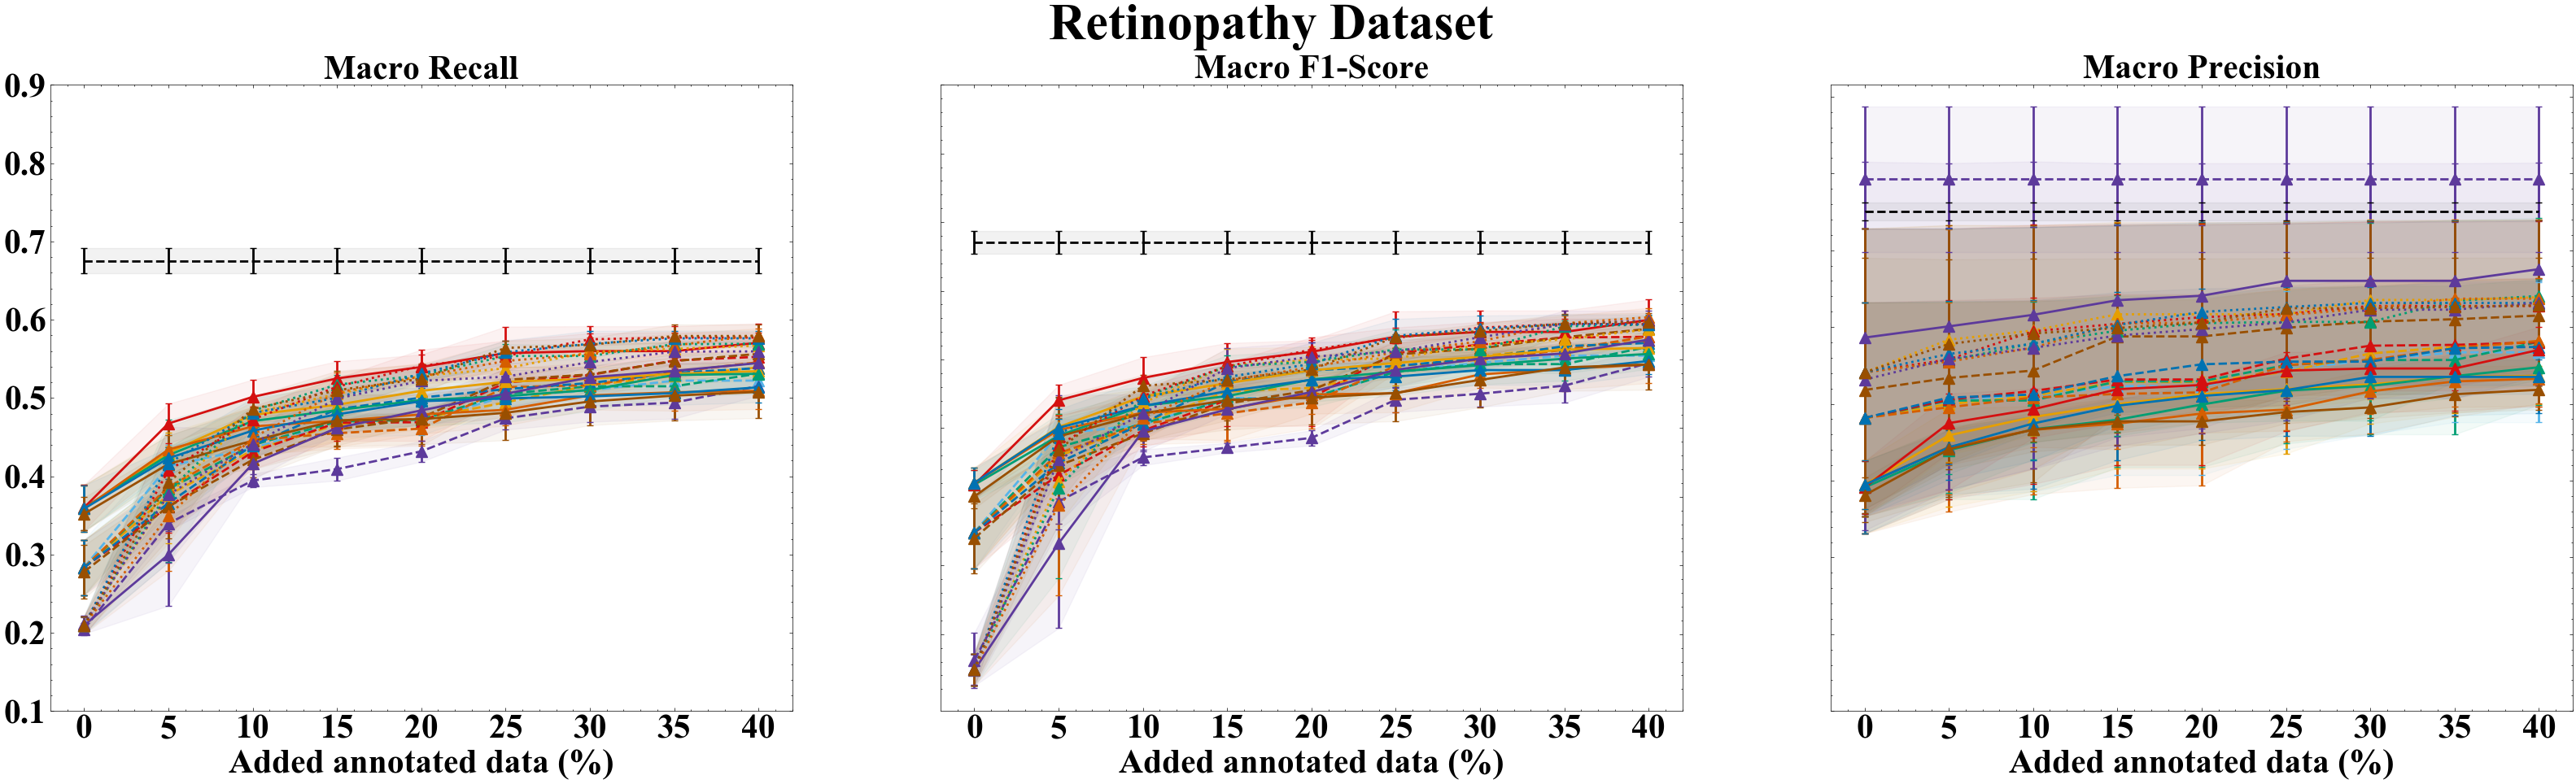 Retinopathy Dataset
Macro Recall
Macro F1-Score
Macro Precision
0.9
0.8
0.7
0.6
0.5
0.4
0.3
0.2
0.1
0 5 10 15 20 25 30 35 40
0 5 10 15 20 25 30 35 40
0 5 10 15 20 25 30 35 40
Added annotated data (%)
Added annotated data (%)
Added annotated data (%)